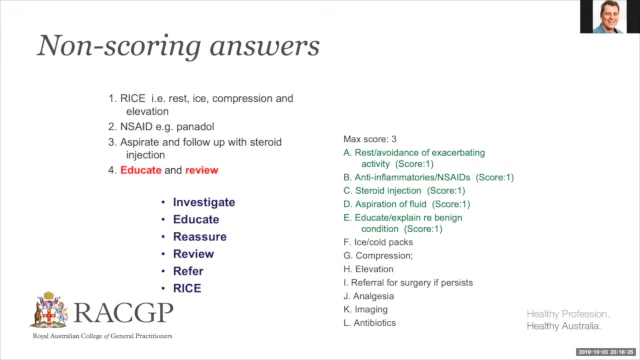 Non-scoring answers
1. RICE i.e. rest, ice, compression and
elevation
2. NSAID e.g. panadol
3. Aspirate and follow up with steroid
injection
4. Educate and review
• Investigate
• Educate
• Reassure
• Review
• Refer
• RICE
Max score: 3
A. Rest/avoidance of exacerbating
activity (Score:1)
B. Anti-inflammatories/NSAIDs (Score:1)
C. Steroid injection (Score:1)
D. Aspiration of fluid (Score:1)
E. Educate/explain re benign
condition (Score:1)
F. Ice/cold packs
G. Compression;
H. Elevation
I. Referral for surgery if persists
J. Analgesia
K. Imaging
L. Antibiotics
RACGP
Royal Australian College of General Practitioners
Healthy Profession.
Healthy Australia.
2019-10-03 20:18:25